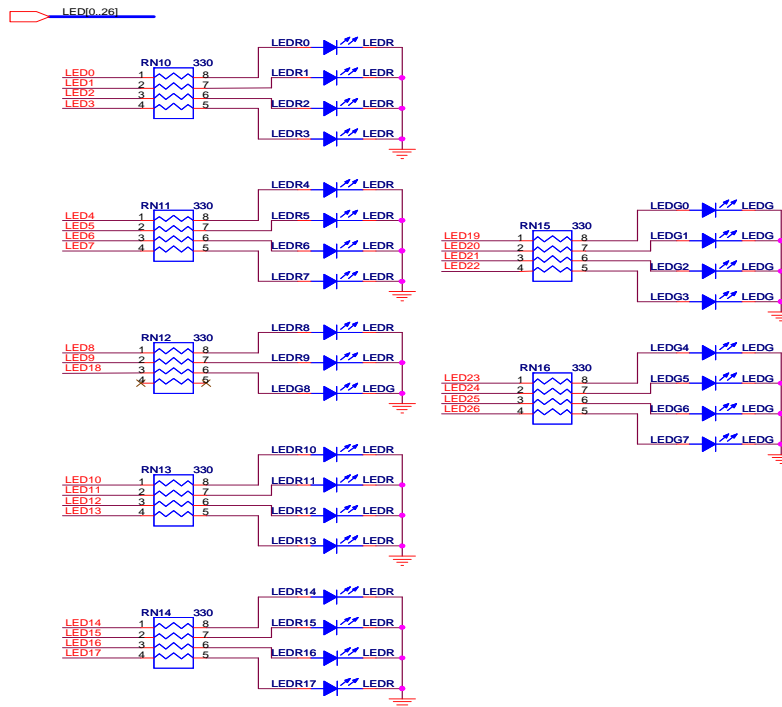 LED[0..26]
RN10 330
LED0 1 8 LEDR0 LEDR
LED1 2 7 LEDR1 LEDR
LED2 3 6 LEDR2 LEDR
LED3 4 5 LEDR3 LEDR
RN11 330
LED4 1 8 LEDR4 LEDR
LED5 2 7 LEDR5 LEDR
LED6 3 6 LEDR6 LEDR
LED7 4 5 LEDR7 LEDR
RN12 330
LED8 1 8 LEDR8 LEDR
LED9 2 7 LEDR9 LEDR
LED18 3 6 LEDG8 LEDG
4 5
RN13 330
LED10 1 8 LEDR10 LEDR
LED11 2 7 LEDR11 LEDR
LED12 3 6 LEDR12 LEDR
LED13 4 5 LEDR13 LEDR
RN14 330
LED14 1 8 LEDR14 LEDR
LED15 2 7 LEDR15 LEDR
LED16 3 6 LEDR16 LEDR
LED17 4 5 LEDR17 LEDR
RN15 330
LED19 1 8 LEDG0 LEDG
LED20 2 7 LEDG1 LEDG
LED21 3 6 LEDG2 LEDG
LED22 4 5 LEDG3 LEDG
RN16 330
LED23 1 8 LEDG4 LEDG
LED24 2 7 LEDG5 LEDG
LED25 3 6 LEDG6 LEDG
LED26 4 5 LEDG7 LEDG